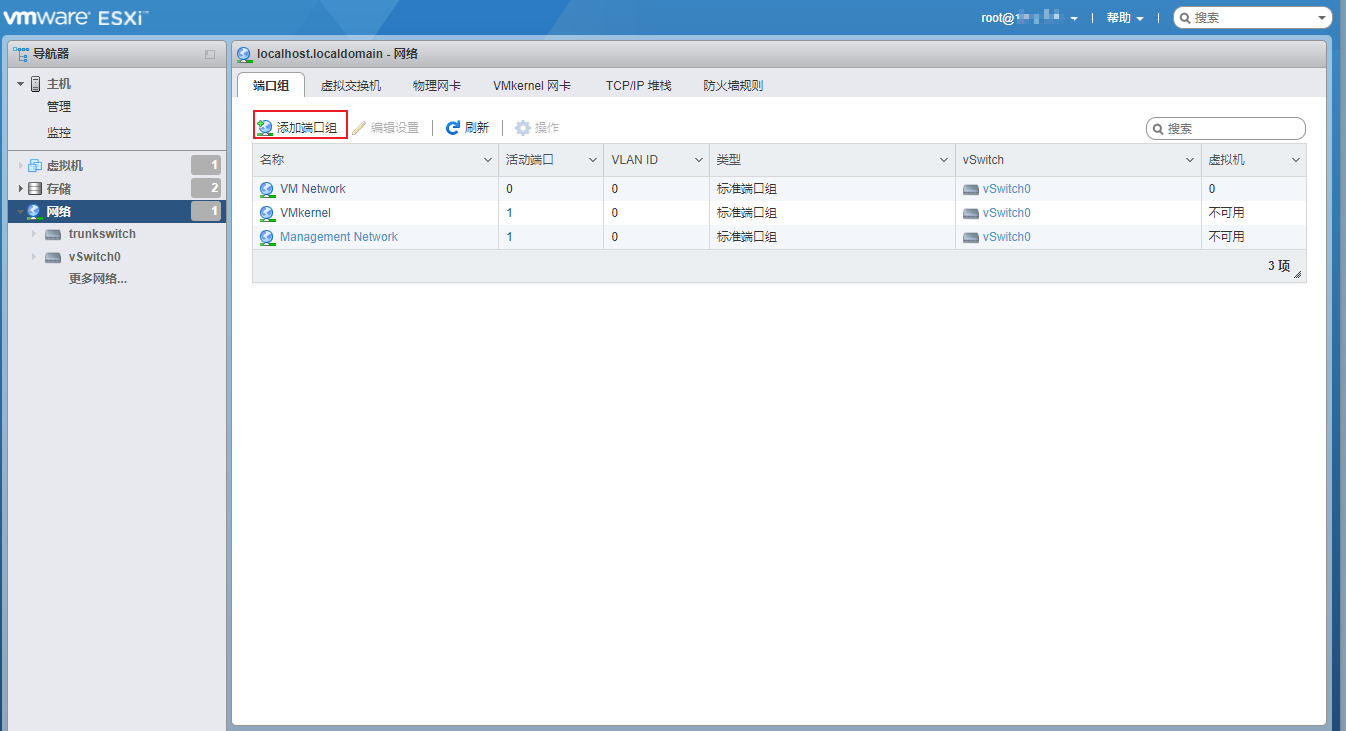 vmware ESXi™
root@ 帮助 搜索
导航器
主机
管理
监控
虚拟机 1
存储 2
网络 1
trunkswitch
vSwitch0
更多网络...
localhost.localdomain - 网络
端口组 虚拟交换机 物理网卡 VMkernel 网卡 TCP/IP 堆栈 防火墙规则
添加端口组 编辑设置 刷新 操作 搜索
名称 活动端口 VLAN ID 类型 vSwitch 虚拟机
VM Network 0 0 标准端口组 vSwitch0 0
VMkernel 1 0 标准端口组 vSwitch0 不可用
Management Network 1 0 标准端口组 vSwitch0 不可用
3 项